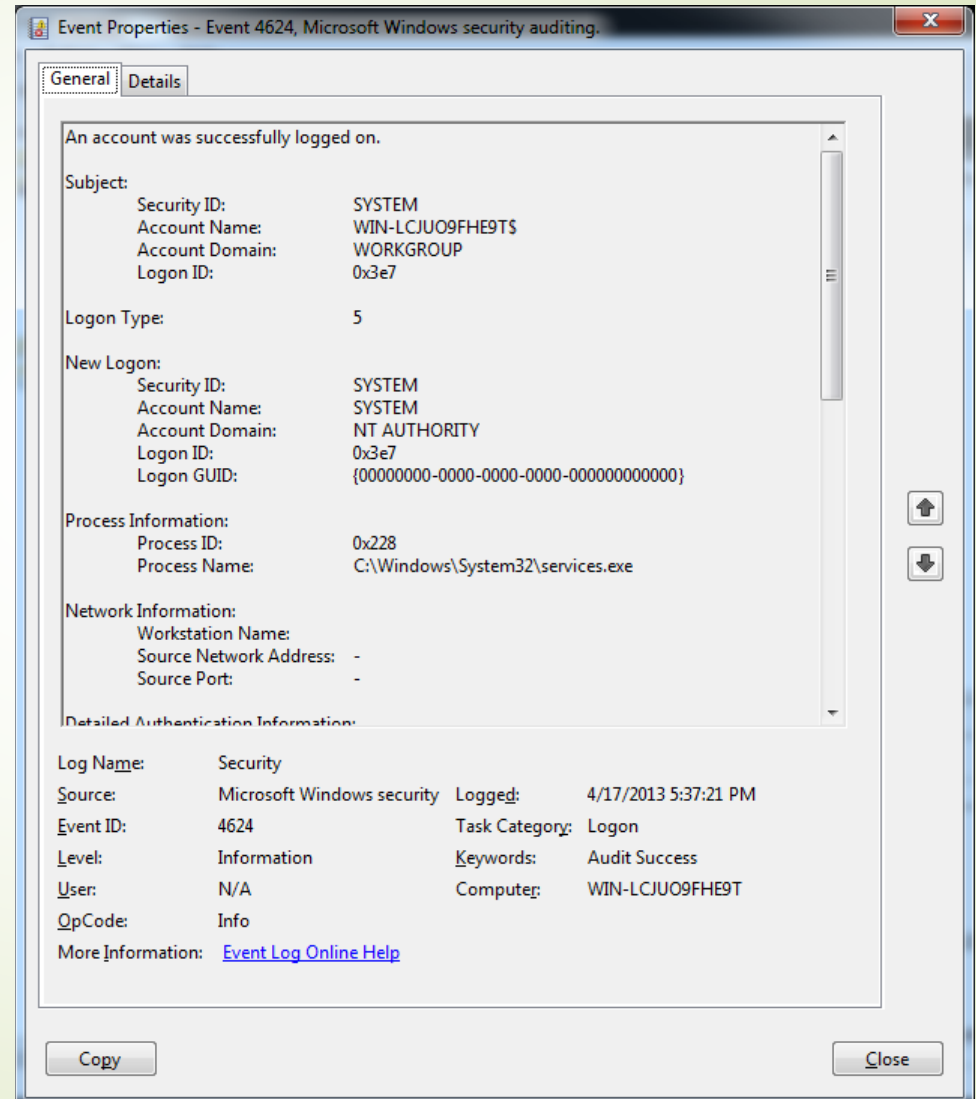 Event Properties - Event 4624, Microsoft Windows security auditing.
General Details
An account was successfully logged on.
Subject:
Security ID: SYSTEM
Account Name: WIN-LCJUO9FHE9T$
Account Domain: WORKGROUP
Logon ID: 0x3e7
Logon Type: 5
New Logon:
Security ID: SYSTEM
Account Name: SYSTEM
Account Domain: NT AUTHORITY
Logon ID: 0x3e7
Logon GUID: {00000000-0000-0000-0000-000000000000}
Process Information:
Process ID: 0x228
Process Name: C:\Windows\System32\services.exe
Network Information:
Workstation Name:
Source Network Address: -
Source Port: -
Detailed Authentication Information:
Log Name: Security
Source: Microsoft Windows security Logged: 4/17/2013 5:37:21 PM
Event ID: 4624 Task Category: Logon
Level: Information Keywords: Audit Success
User: N/A Computer: WIN-LCJUO9FHE9T
OpCode: Info
More Information: Event Log Online Help
Copy Close